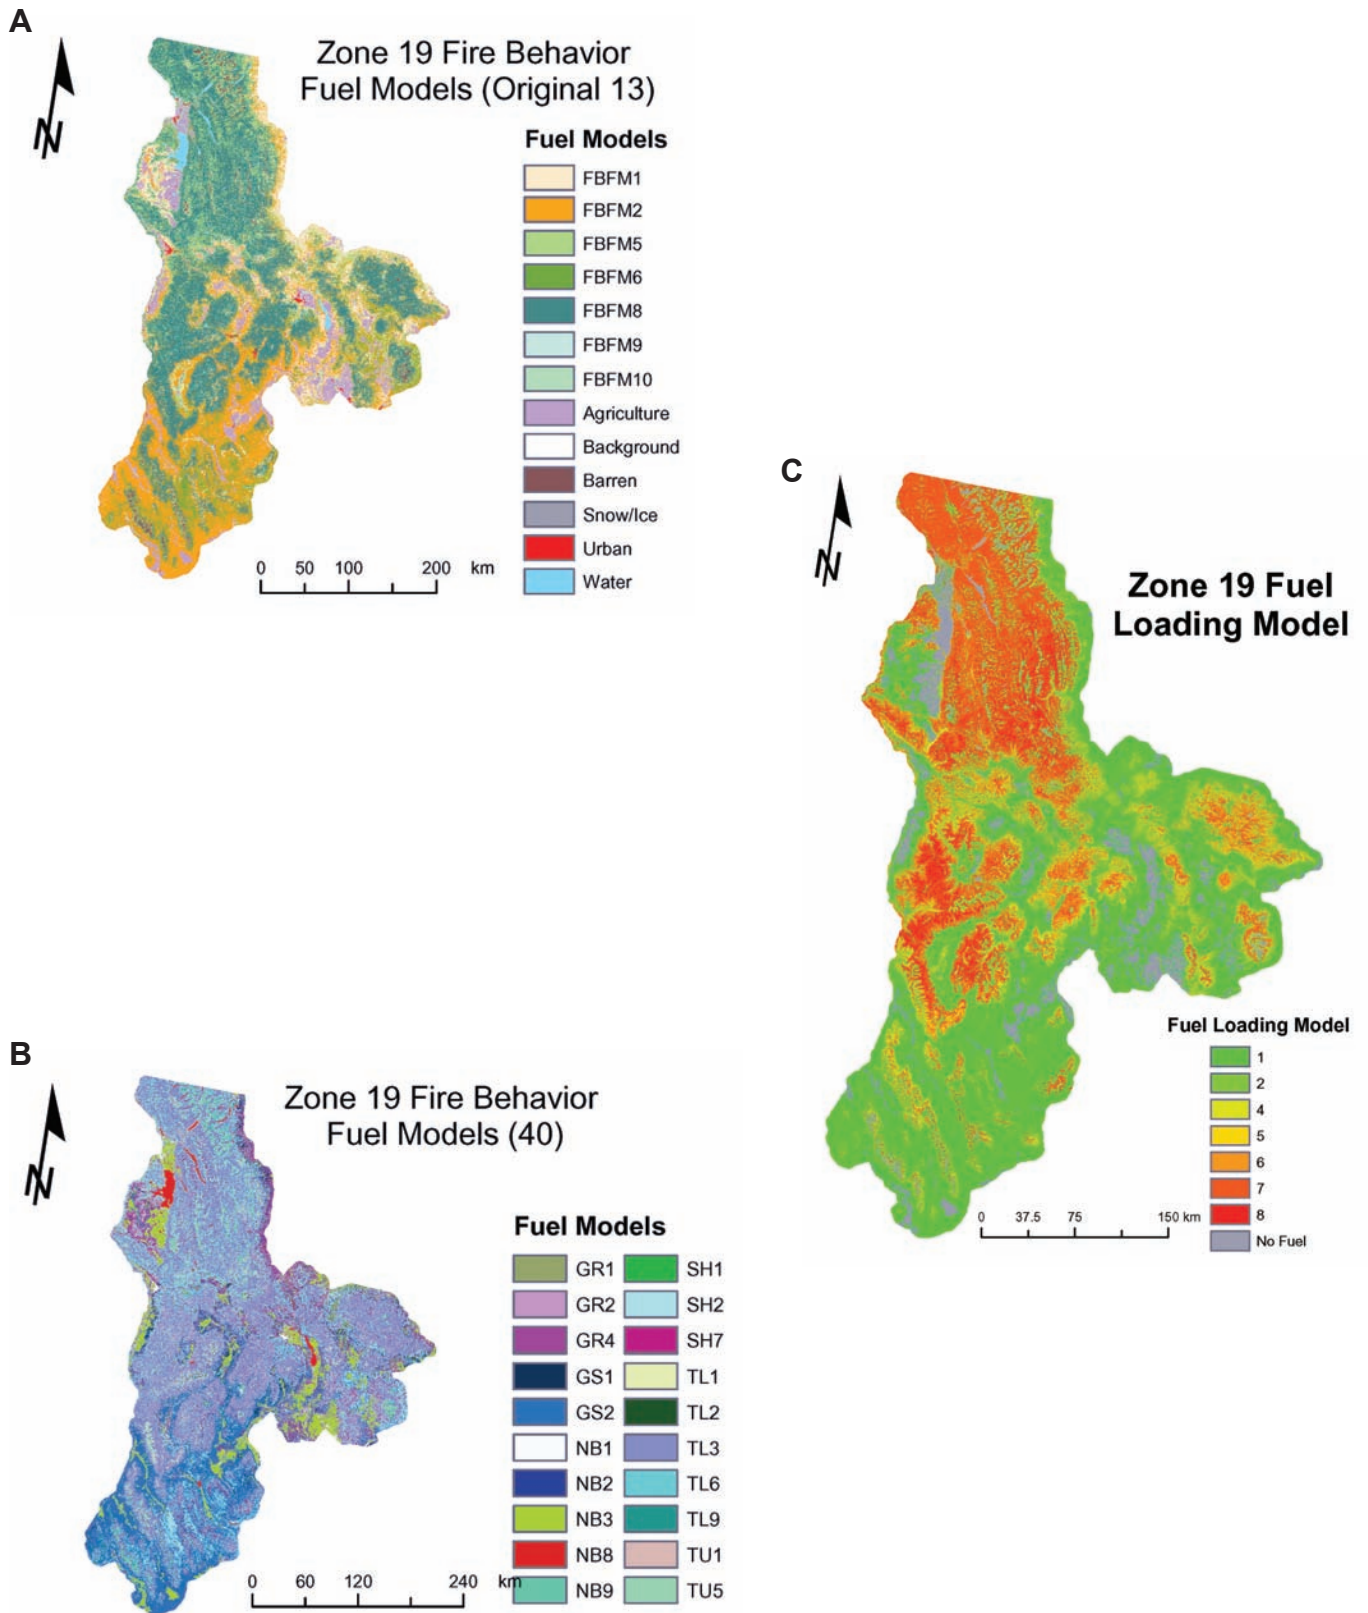 A
Zone 19 Fire Behavior
Fuel Models (Original 13)
N
Fuel Models
FBFM1
FBFM2
FBFM5
FBFM6
FBFM8
FBFM9
FBFM10
Agriculture
Background
Barren
Snow/Ice
Urban
Water
0 50 100 200 km
C
N
Zone 19 Fuel
Loading Model
Fuel Loading Model
1
2
4
5
6
7
8
No Fuel
0 37.5 75 150 km
B
Zone 19 Fire Behavior
Fuel Models (40)
N
Fuel Models
GR1 SH1
GR2 SH2
GR4 SH7
GS1 TL1
GS2 TL2
NB1 TL3
NB2 TL6
NB3 TL9
NB8 TU1
NB9 TU5
0 60 120 240 km